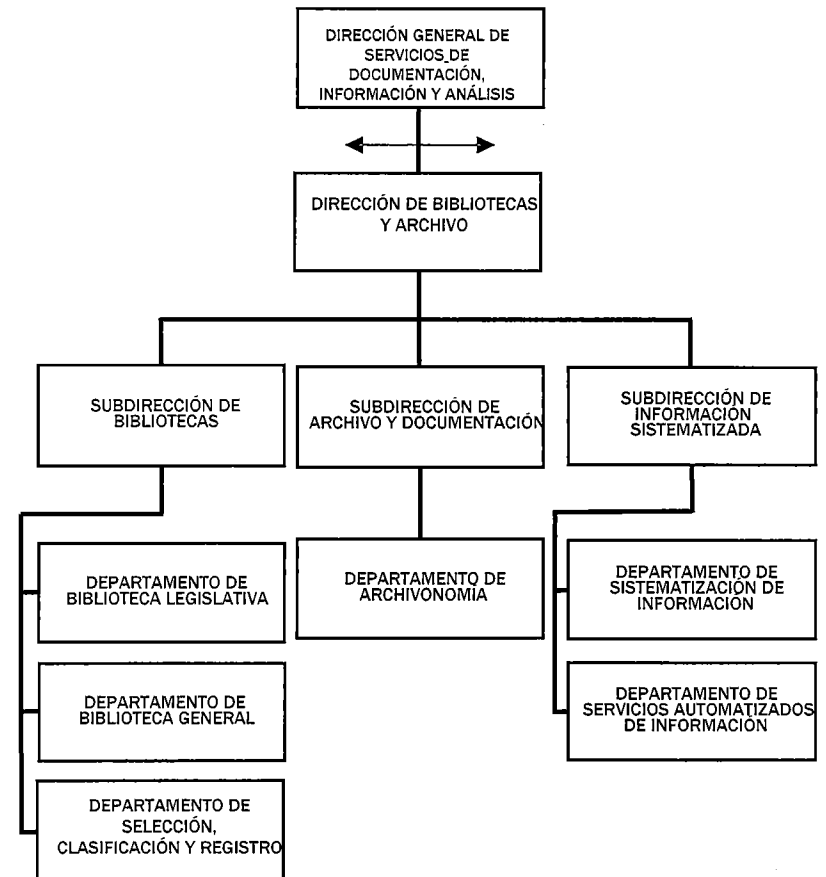 DIRECCIÓN GENERAL DE
SERVICIOS DE
DOCUMENTACIÓN,
INFORMACIÓN Y ANÁLISIS
DIRECCIÓN DE BIBLIOTECAS
Y ARCHIVO
SUBDIRECCIÓN DE
BIBLIOTECAS
SUBDIRECCIÓN DE
ARCHIVO Y DOCUMENTACIÓN
SUBDIRECCIÓN DE
INFORMACIÓN
SISTEMATIZADA
DEPARTAMENTO DE
BIBLIOTECA LEGISLATIVA
DEPARTAMENTO DE
ARCHIVONOMÍA
DEPARTAMENTO DE
SISTEMATIZACIÓN DE
INFORMACIÓN
DEPARTAMENTO DE
BIBLIOTECA GENERAL
DEPARTAMENTO DE
SERVICIOS AUTOMATIZADOS
DE INFORMACIÓN
DEPARTAMENTO DE
SELECCIÓN,
CLASIFICACIÓN Y REGISTRO